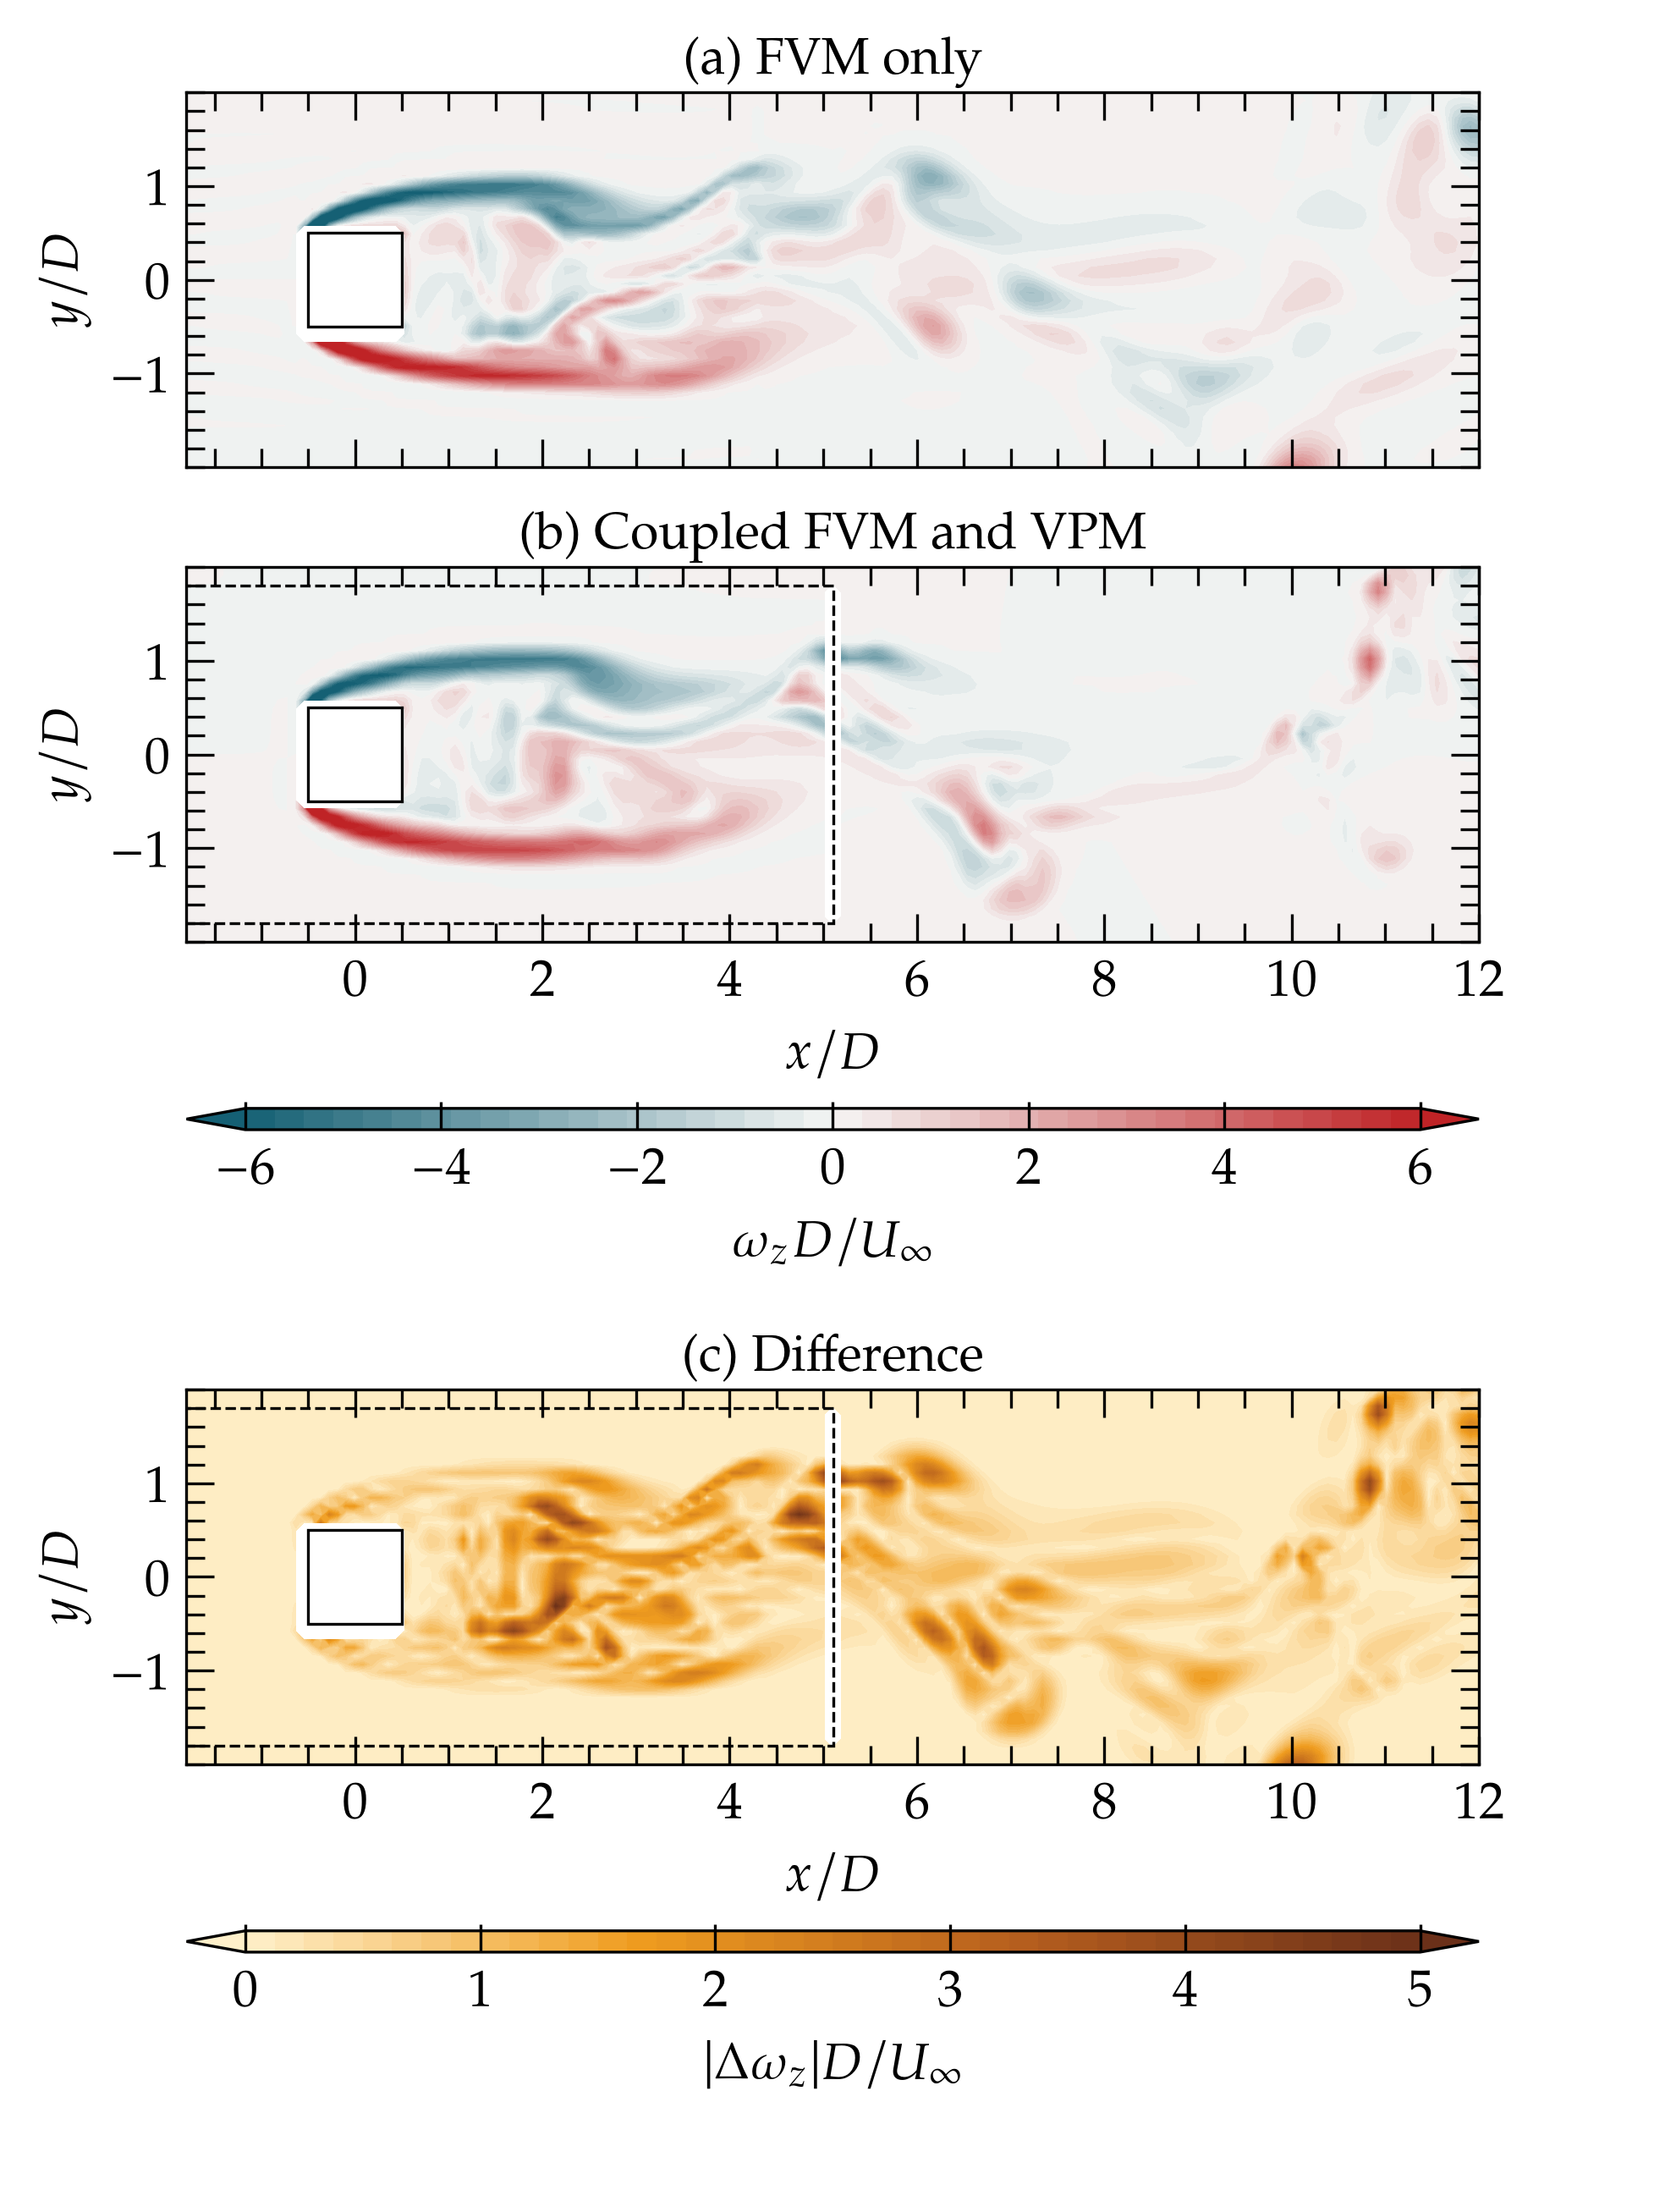 (a) FVM only
1
0
−1
y/D
(b) Coupled FVM and VPM
1
0
−1
y/D
0 2 4 6 8 10 12
x/D
−6 −4 −2 0 2 4 6
ω_z D/U_∞
(c) Difference
1
0
−1
y/D
0 2 4 6 8 10 12
x/D
0 1 2 3 4 5
|Δω_z|D/U_∞